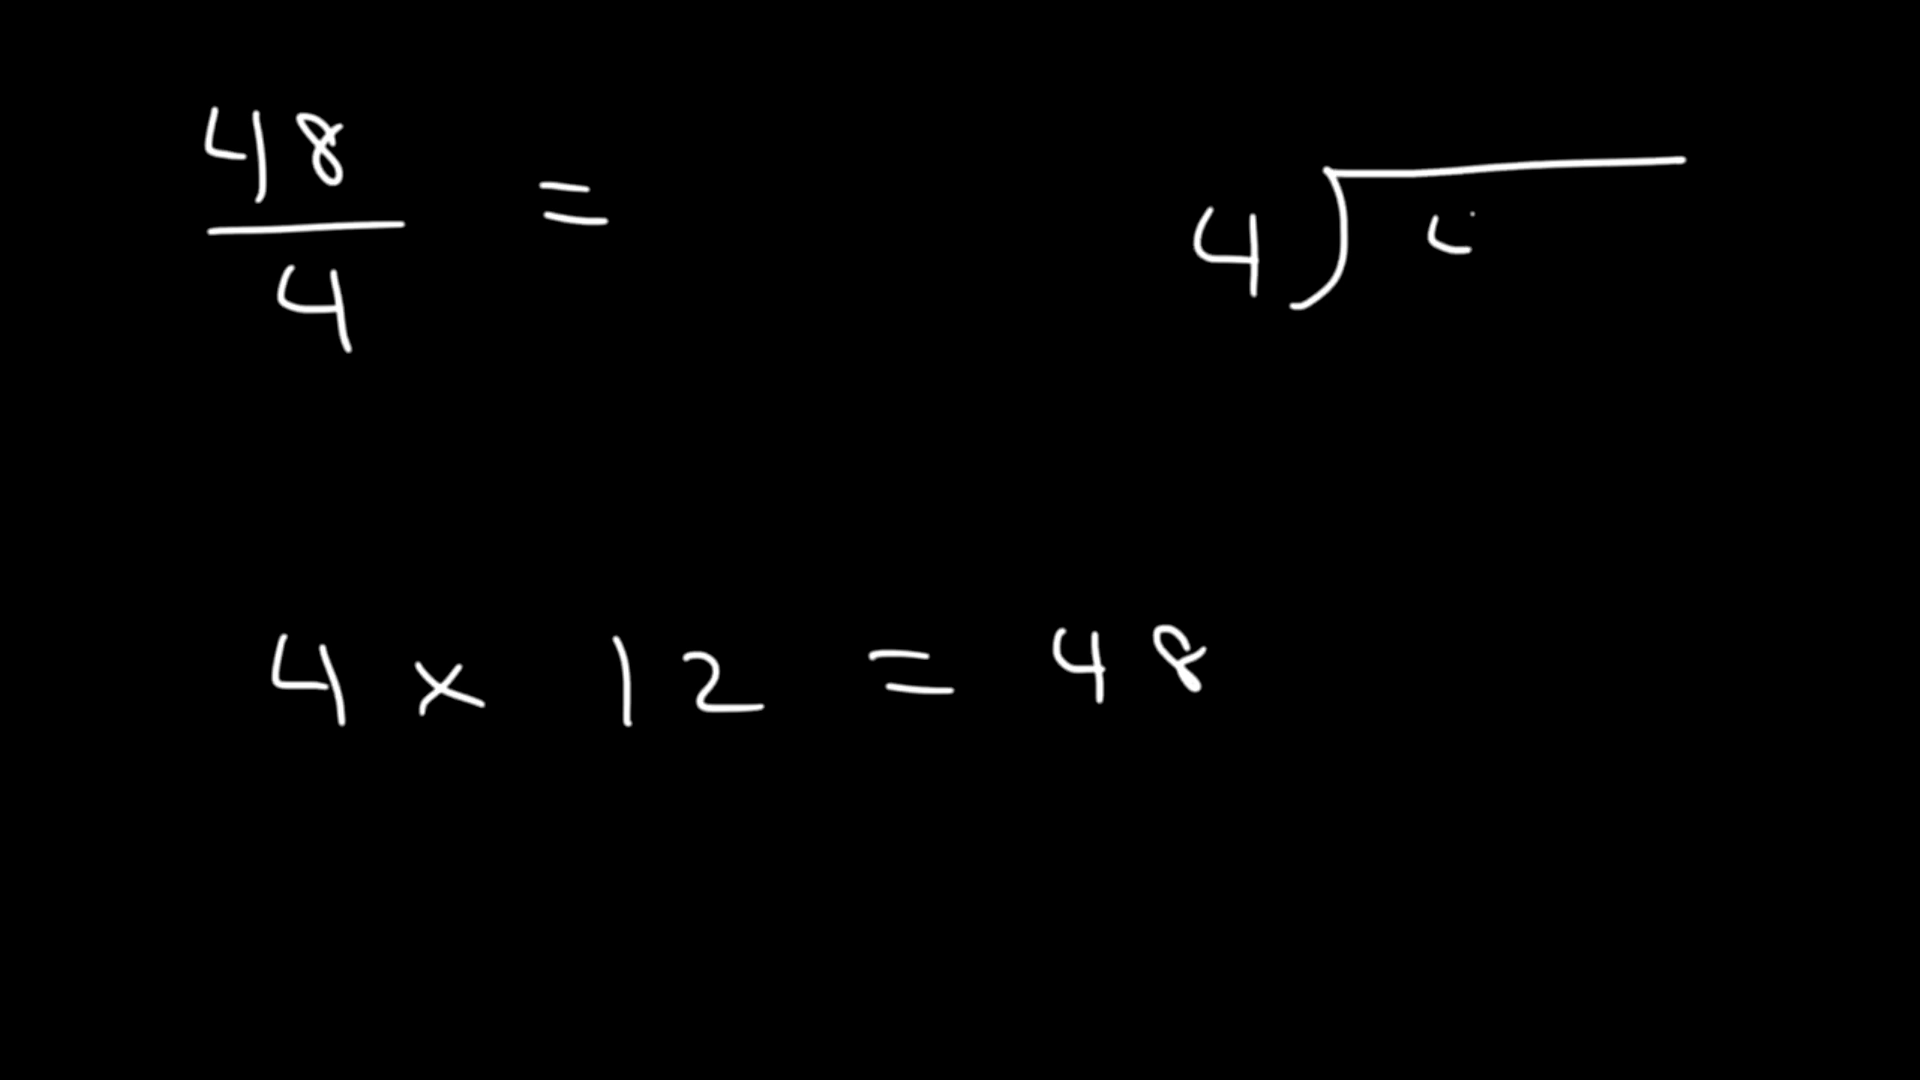 48/4 =
4)
4 x 12 = 48